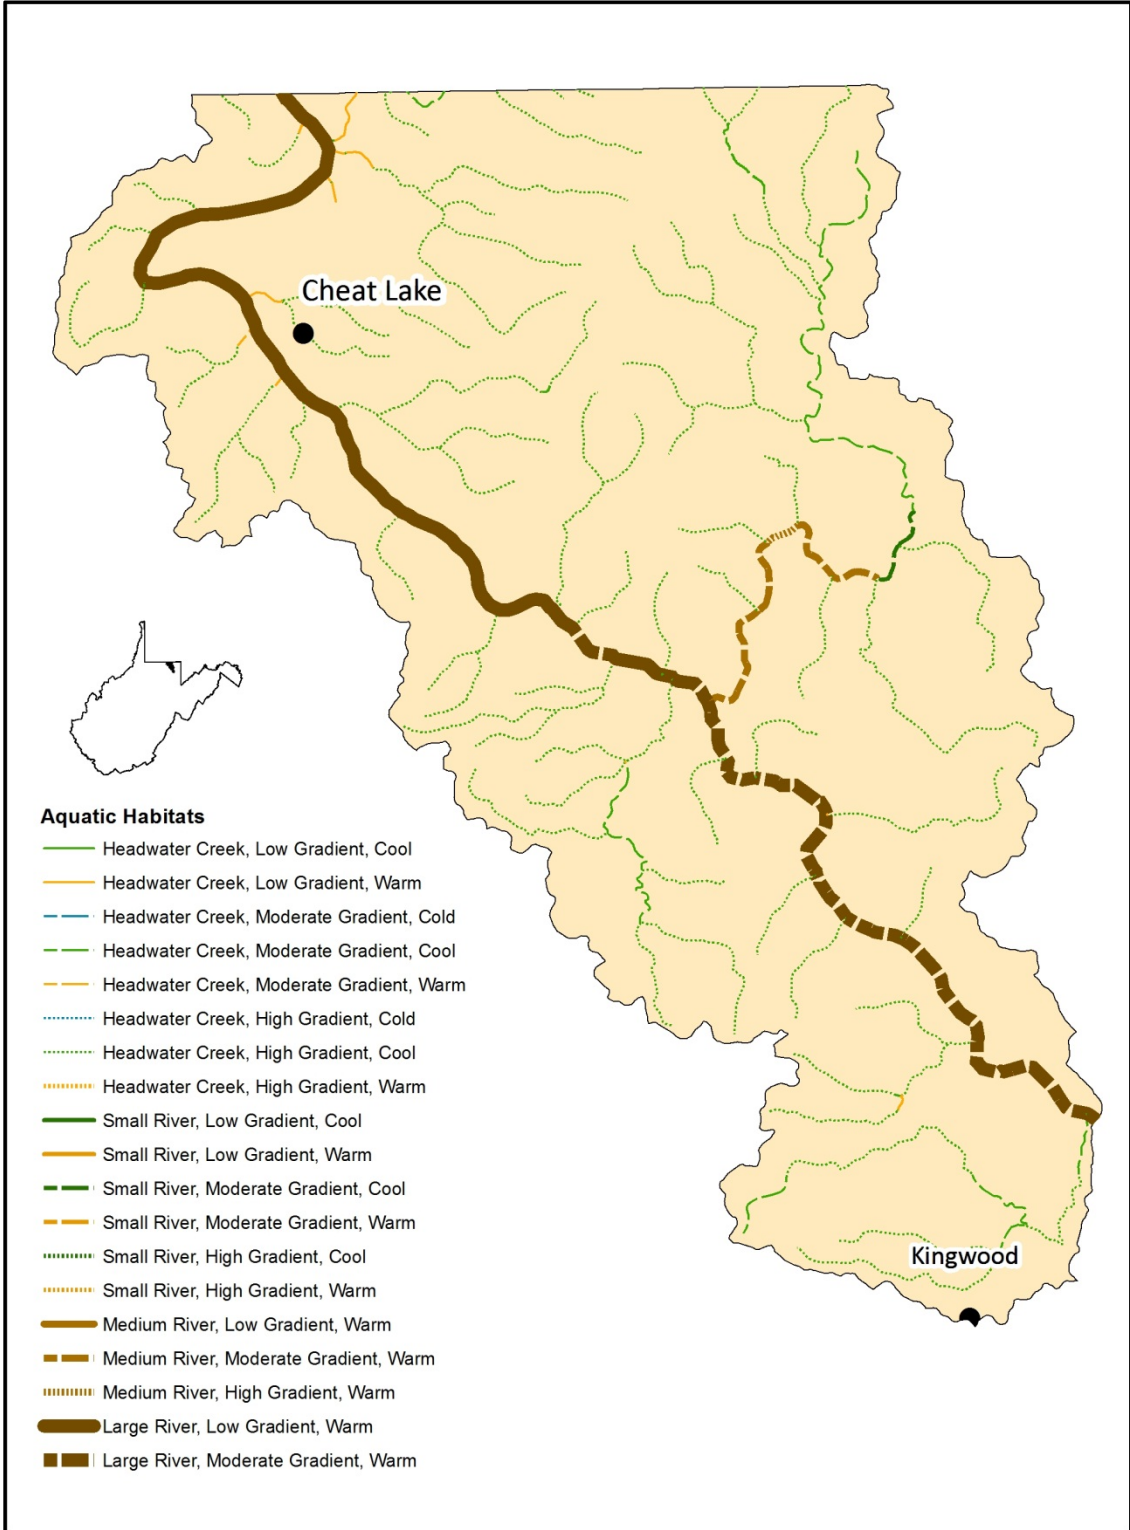 Cheat Lake
Kingwood
Aquatic Habitats
Headwater Creek, Low Gradient, Cool
Headwater Creek, Low Gradient, Warm
Headwater Creek, Moderate Gradient, Cold
Headwater Creek, Moderate Gradient, Cool
Headwater Creek, Moderate Gradient, Warm
Headwater Creek, High Gradient, Cold
Headwater Creek, High Gradient, Cool
Headwater Creek, High Gradient, Warm
Small River, Low Gradient, Cool
Small River, Low Gradient, Warm
Small River, Moderate Gradient, Cool
Small River, Moderate Gradient, Warm
Small River, High Gradient, Cool
Small River, High Gradient, Warm
Medium River, Low Gradient, Warm
Medium River, Moderate Gradient, Warm
Medium River, High Gradient, Warm
Large River, Low Gradient, Warm
Large River, Moderate Gradient, Warm